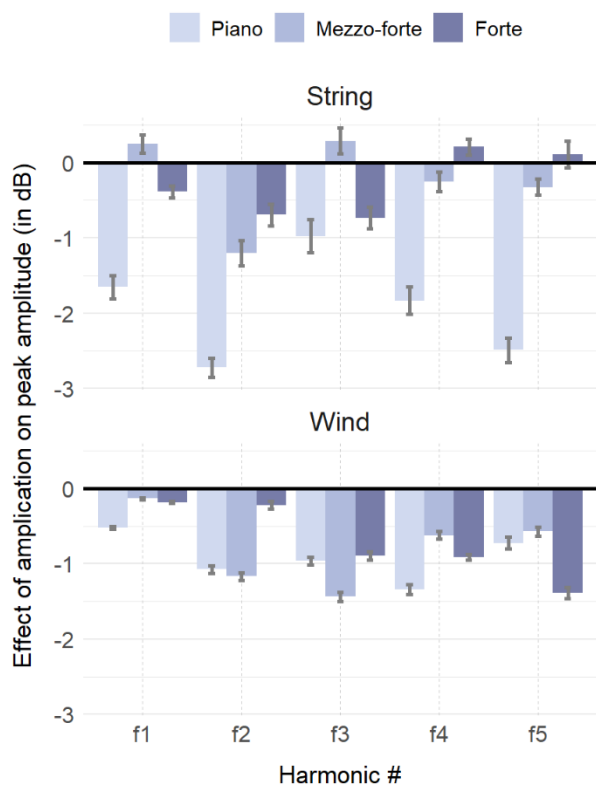 Piano Mezzo-forte Forte
String
0
-1
-2
-3
Wind
0
-1
-2
-3
f1 f2 f3 f4 f5
Harmonic #
Effect of amplication on peak amplitude (in dB)